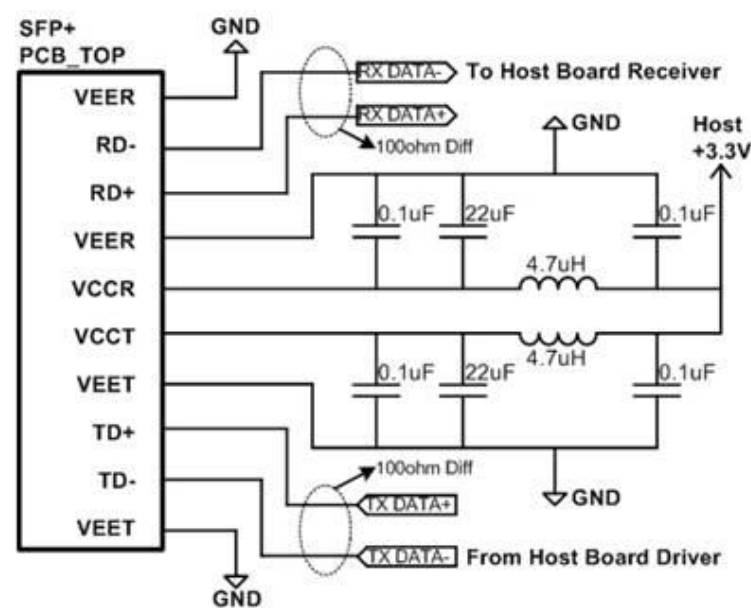 SFP+
PCB_TOP
GND
VEER
RX DATA-
To Host Board Receiver
RD-
RX DATA+
100ohm Diff
GND
Host
+3.3V
RD+
VEER
0.1uF
22uF
0.1uF
4.7uH
VCCR
VCCT
4.7uH
VEET
0.1uF
22uF
0.1uF
TD+
100ohm Diff
TD-
TX DATA+
GND
VEET
TX DATA-
From Host Board Driver
GND